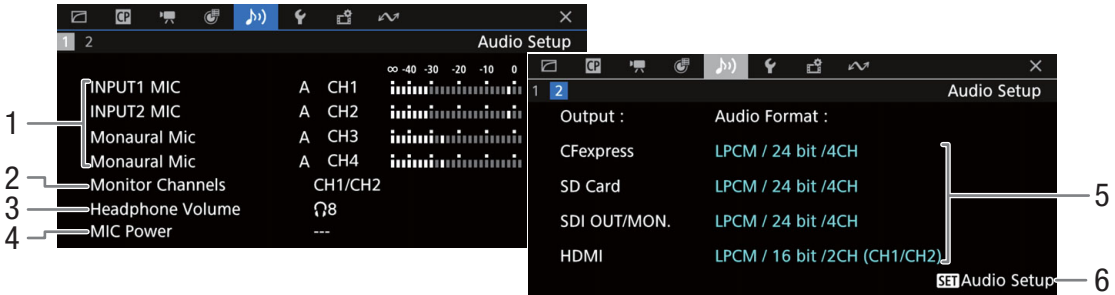 CP
1 2
Audio Setup
∞ -40 -30 -20 -10 0
INPUT1 MIC A CH1
INPUT2 MIC A CH2
Monaural Mic A CH3
Monaural Mic A CH4
Monitor Channels CH1/CH2
Headphone Volume 8
MIC Power ---
1
2
3
4
CP
1 2
Audio Setup
Output : Audio Format :
CFexpress LPCM / 24 bit /4CH
SD Card LPCM / 24 bit /4CH
SDI OUT/MON. LPCM / 24 bit /4CH
HDMI LPCM / 16 bit /2CH (CH1/CH2)
SET Audio Setup
5
6